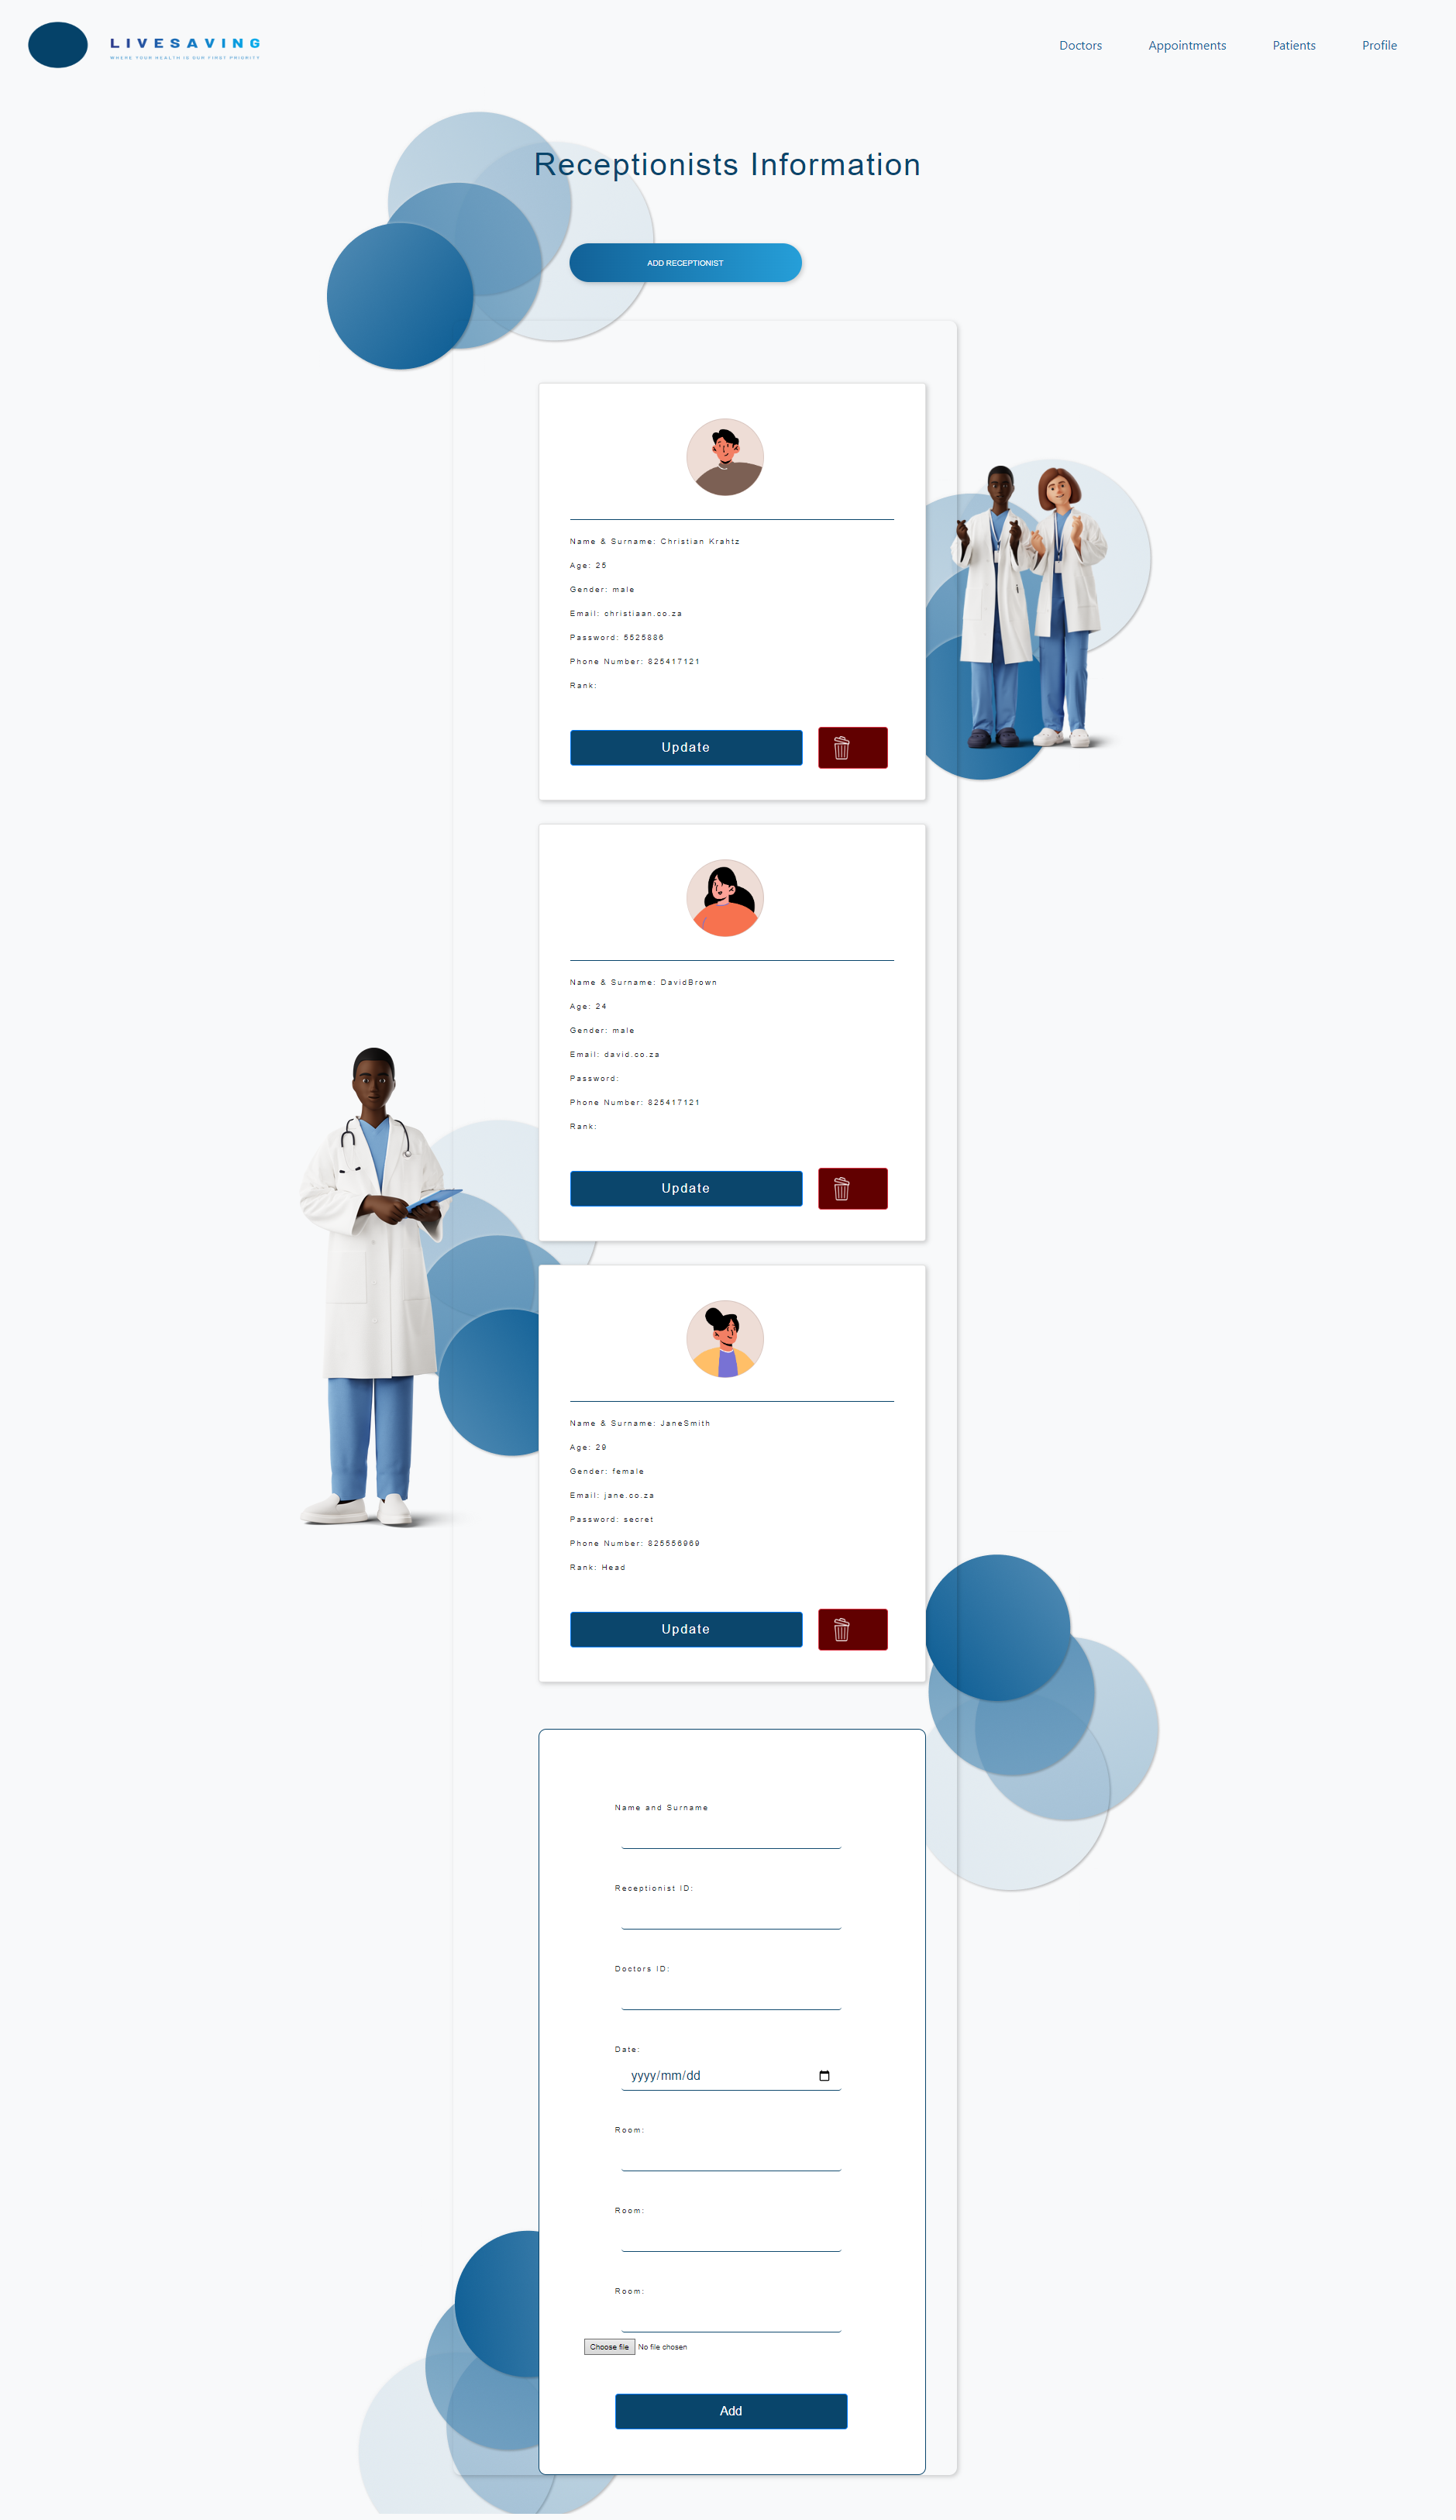 LIVESAVING
WHERE YOUR HEALTH IS OUR FIRST PRIORITY
Doctors
Appointments
Patients
Profile
Receptionists Information
ADD RECEPTIONIST
Name & Surname: Christian Krahtz
Age: 25
Gender: male
Email: christiaan.co.za
Password: 5525886
Phone Number: 825417121
Rank:
Update
Name & Surname: DavidBrown
Age: 24
Gender: male
Email: david.co.za
Password:
Phone Number: 825417121
Rank:
Update
Name & Surname: JaneSmith
Age: 29
Gender: female
Email: jane.co.za
Password: secret
Phone Number: 825556969
Rank: Head
Update
Name and Surname
Receptionist ID:
Doctors ID:
Date:
yyyy/mm/dd
Room:
Room:
Room:
Choose file No file chosen
Add